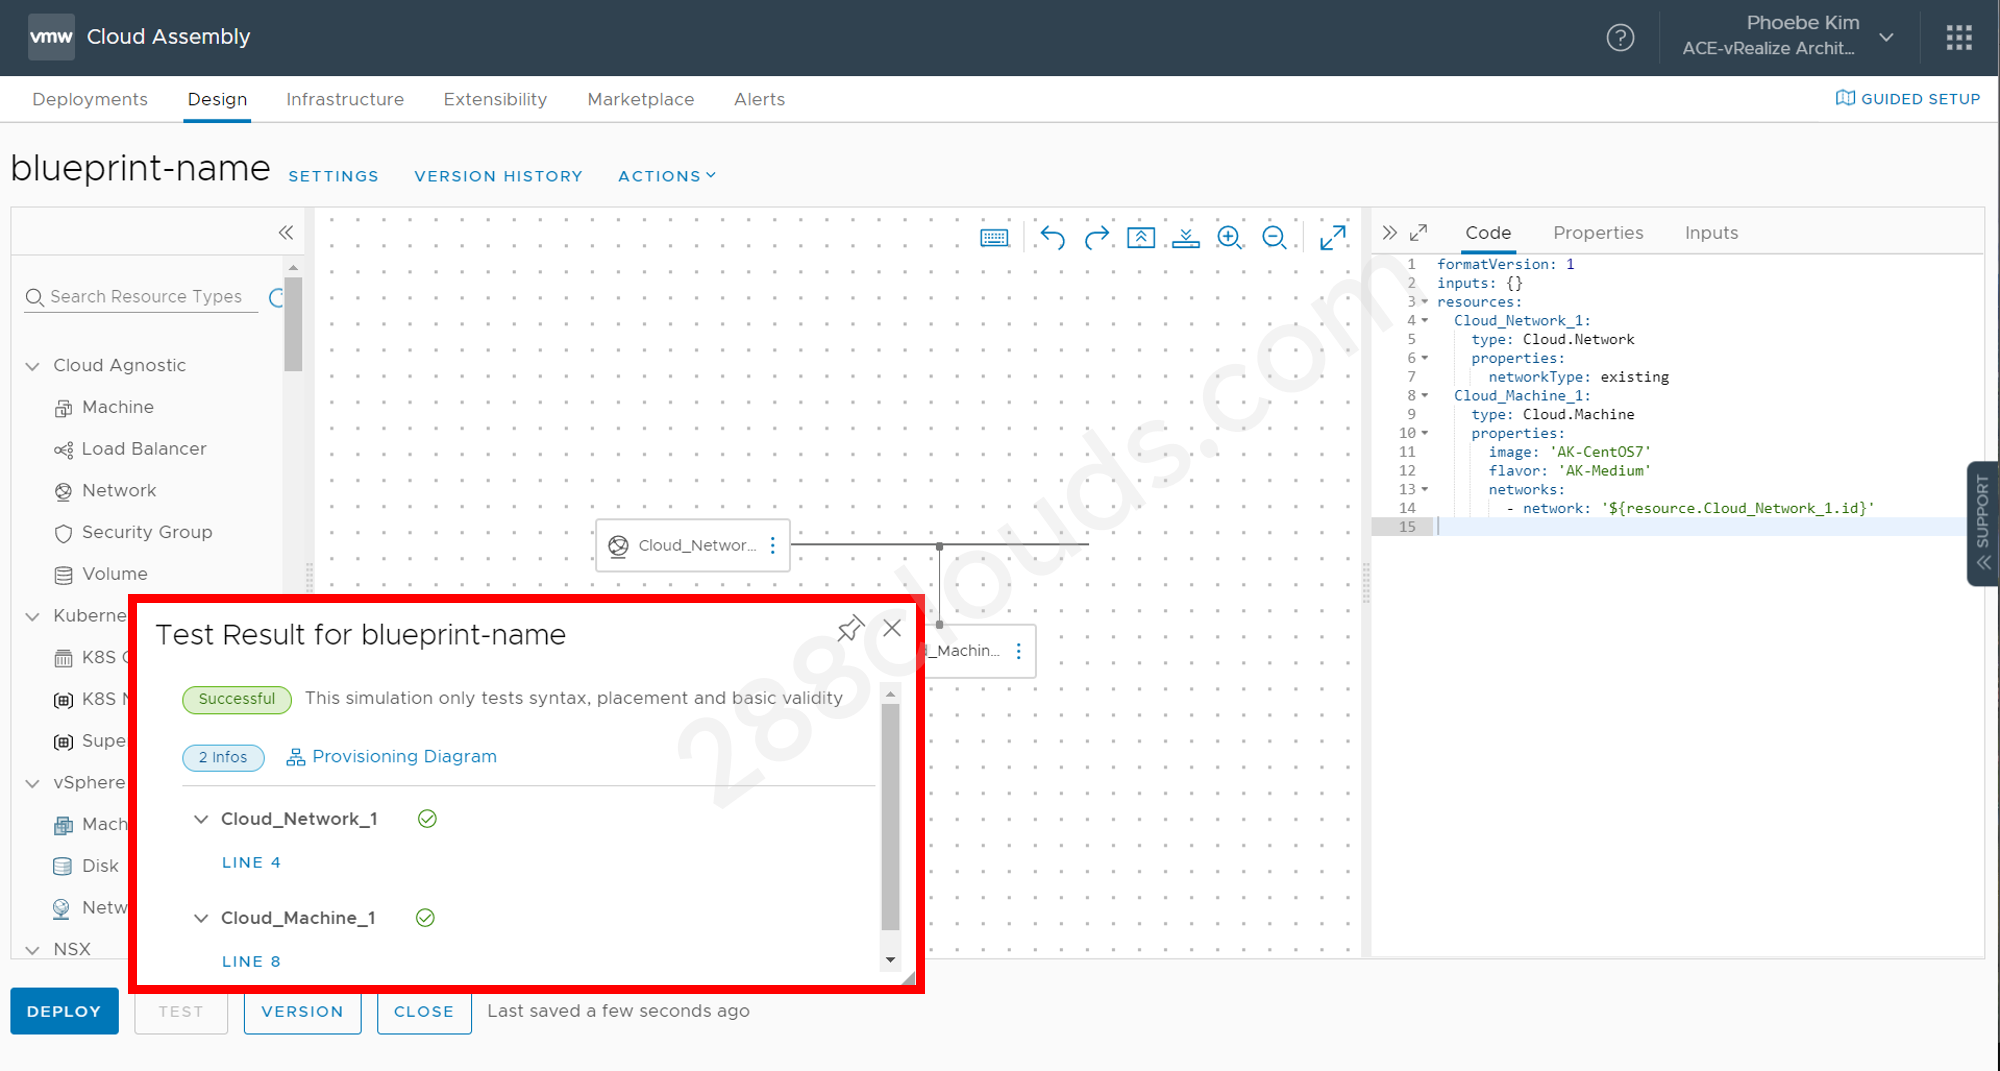 vmw Cloud Assembly
Phoebe Kim
ACE-vRealize Archit...
Deployments Design Infrastructure Extensibility Marketplace Alerts
GUIDED SETUP
blueprint-name SETTINGS VERSION HISTORY ACTIONS
Search Resource Types
Cloud Agnostic
Machine
Load Balancer
Network
Security Group
Volume
Kuberne
K8S
K8S
Supe
vSphere
Mach
Disk
Netw
NSX
Cloud_Networ...
_Machin...
Code Properties Inputs
1 formatVersion: 1
2 inputs: {}
3 resources:
4 Cloud_Network_1:
5 type: Cloud.Network
6 properties:
7 networkType: existing
8 Cloud_Machine_1:
9 type: Cloud.Machine
10 properties:
11 image: 'AK-CentOS7'
12 flavor: 'AK-Medium'
13 networks:
14 - network: '${resource.Cloud_Network_1.id}'
15
SUPPORT
288clouds.com
Test Result for blueprint-name
Successful This simulation only tests syntax, placement and basic validity
2 Infos Provisioning Diagram
Cloud_Network_1
LINE 4
Cloud_Machine_1
LINE 8
DEPLOY TEST VERSION CLOSE Last saved a few seconds ago